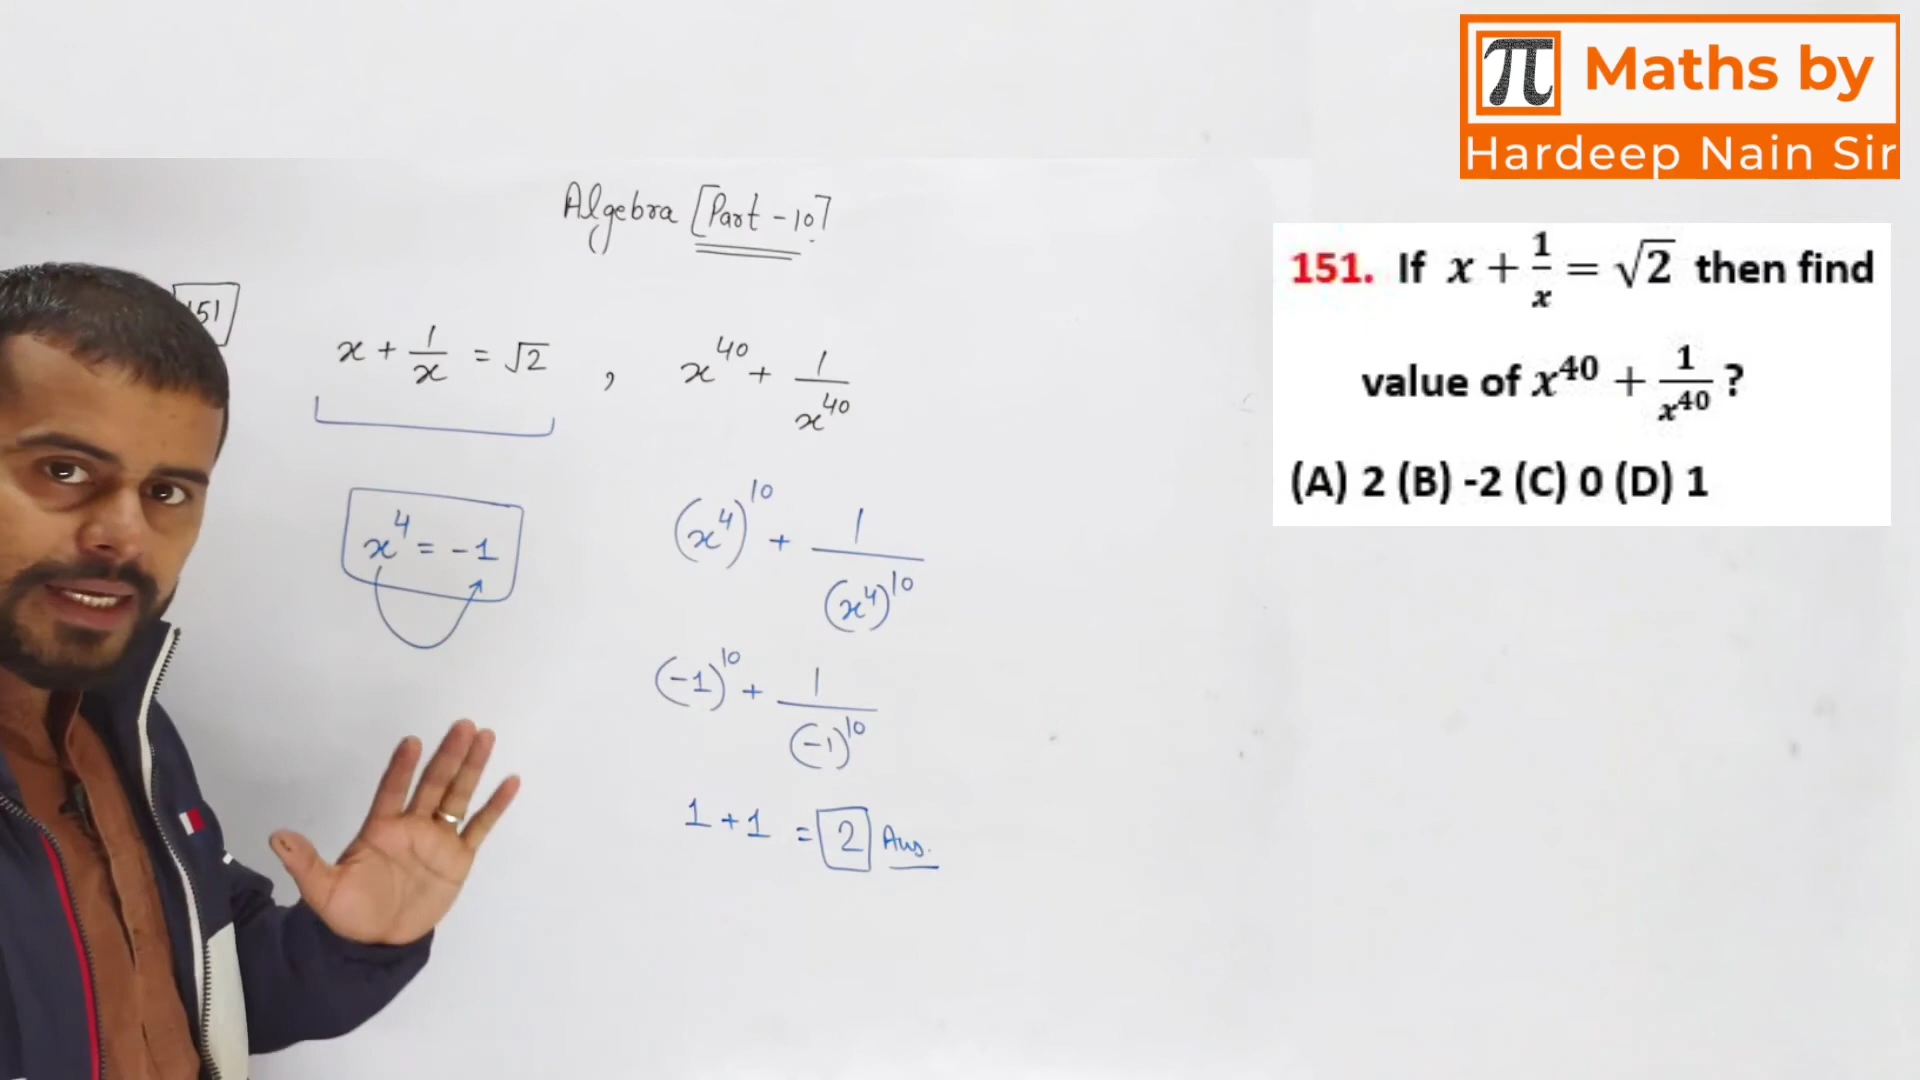 π Maths by
Hardeep Nain Sir
Algebra [Part-10]
51
x + 1/x = √2 , x^40 + 1/x^40
x^4 = -1
(x^4)^10 + 1/(x^4)^10
(-1)^10 + 1/(-1)^10
1 + 1 = 2 Ans.
151. If x + 1/x = √2 then find
value of x^40 + 1/x^40 ?
(A) 2 (B) -2 (C) 0 (D) 1